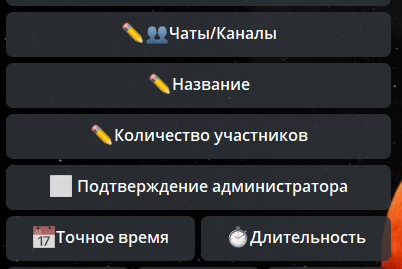 ✏️👥Чаты/Каналы
✏️Название
✏️Количество участников
⬜ Подтверждение администратора
📅Точное время
⏱️Длительность